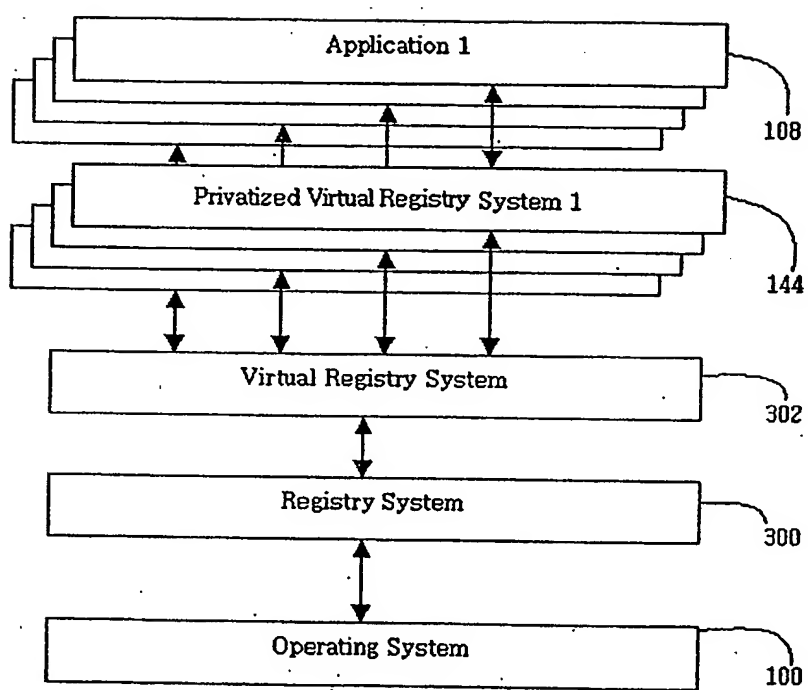 Application 1
108
Privatized Virtual Registry System 1
144
Virtual Registry System
302
Registry System
300
Operating System
100